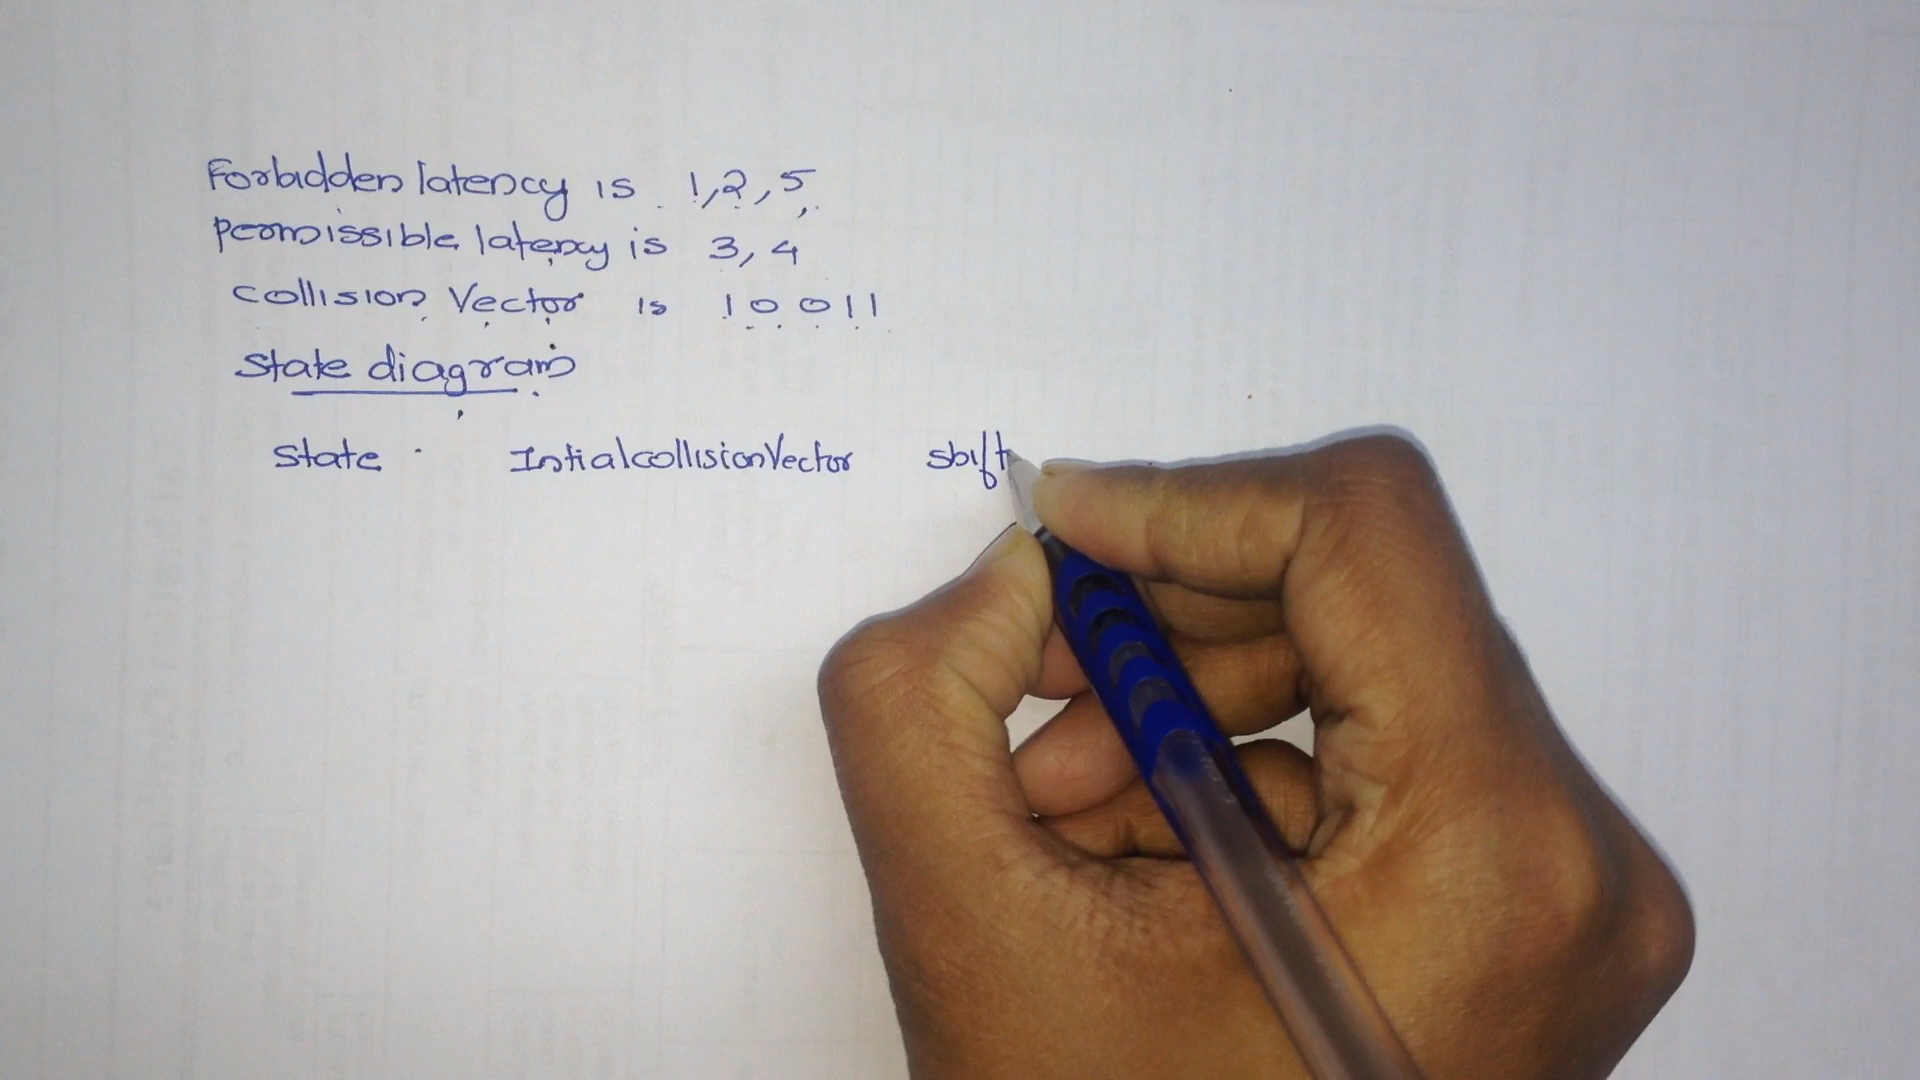 Forbadden latency is 1,2,5,
permissible latency is 3,4
collision Vector is 10011
State diagram
State Intialcollision Vector shift